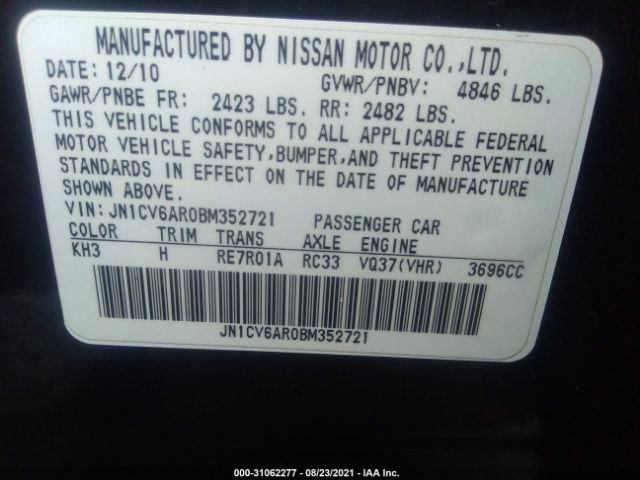 MANUFACTURED BY NISSAN MOTOR CO.,LTD.
DATE: 12/10 GVWR/PNBV: 4846 LBS.
GAWR/PNBE FR: 2423 LBS. RR: 2482 LBS.
THIS VEHICLE CONFORMS TO ALL APPLICABLE FEDERAL
MOTOR VEHICLE SAFETY,BUMPER,AND THEFT PREVENTION
STANDARDS IN EFFECT ON THE DATE OF MANUFACTURE
SHOWN ABOVE.
VIN: JN1CV6AR0BM352721 PASSENGER CAR
COLOR TRIM TRANS AXLE ENGINE
KH3 H RE7R01A RC33 VQ37(VHR) 3696CC
JN1CV6AR0BM352721
000-31062277 - 08/23/2021 - IAA Inc.